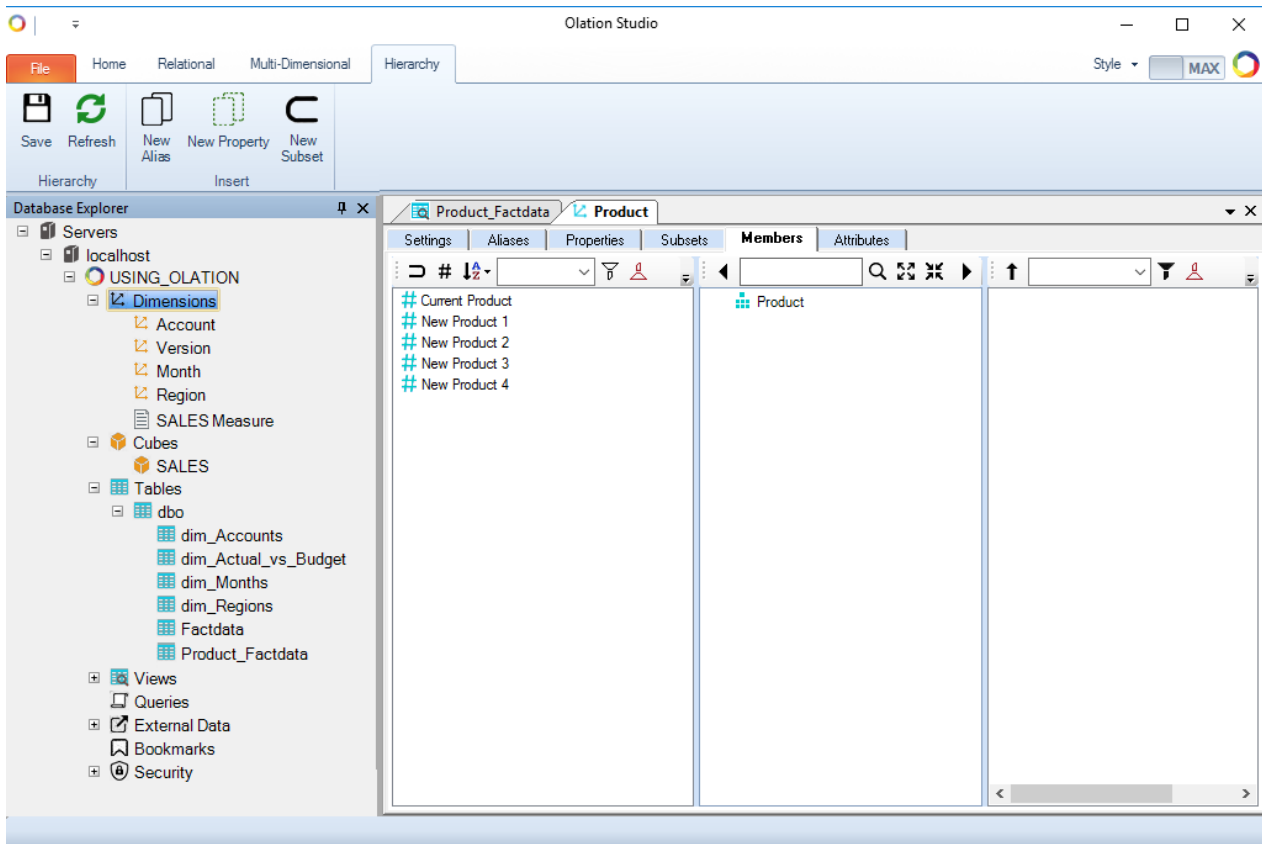 Olation Studio
File Home Relational Multi-Dimensional Hierarchy Style MAX
Save Refresh New Alias New Property New Subset
Hierarchy Insert
Database Explorer
Servers
localhost
USING_OLATION
Dimensions
Account
Version
Month
Region
SALES Measure
Cubes
SALES
Tables
dbo
dim_Accounts
dim_Actual_vs_Budget
dim_Months
dim_Regions
Factdata
Product_Factdata
Views
Queries
External Data
Bookmarks
Security
Product_Factdata Product
Settings Aliases Properties Subsets Members Attributes
# Current Product
# New Product 1
# New Product 2
# New Product 3
# New Product 4
Product